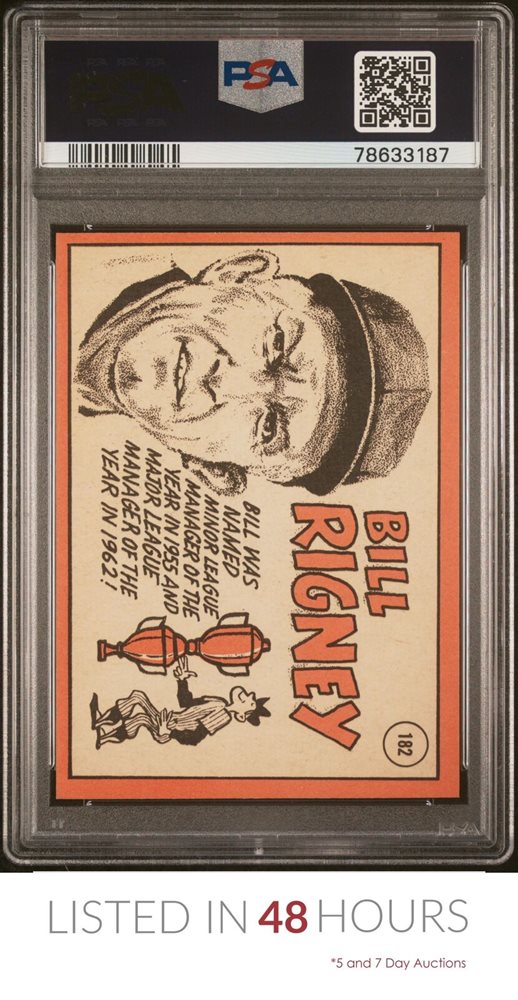 PSA
78633187
BILL
RIGNEY
182
BILL WAS
NAMED
MINOR LEAGUE
MANAGER OF THE
YEAR IN 1955 AND
MAJOR LEAGUE
MANAGER OF THE
YEAR IN 1962!
LISTED IN 48 HOURS
*5 and 7 Day Auctions